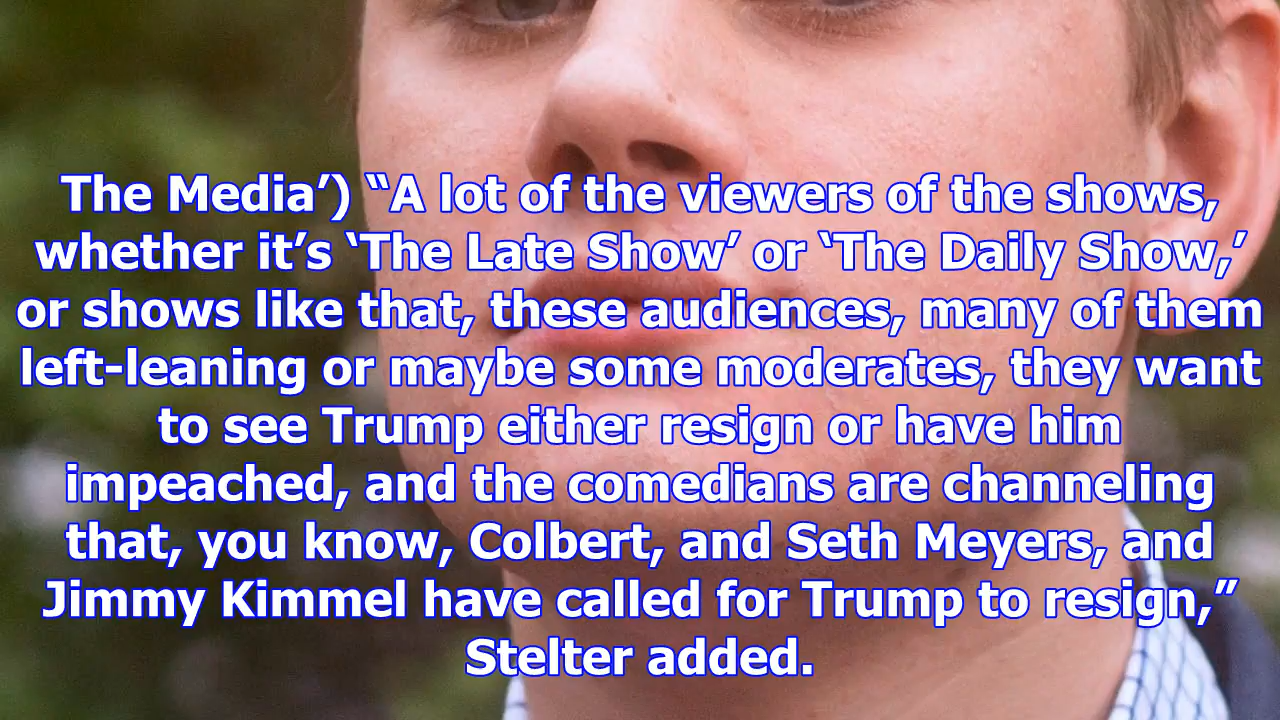 The Media’) “A lot of the viewers of the shows,
whether it’s ‘The Late Show’ or ‘The Daily Show,’
or shows like that, these audiences, many of them
left-leaning or maybe some moderates, they want
to see Trump either resign or have him
impeached, and the comedians are channeling
that, you know, Colbert, and Seth Meyers, and
Jimmy Kimmel have called for Trump to resign,”
Stelter added.